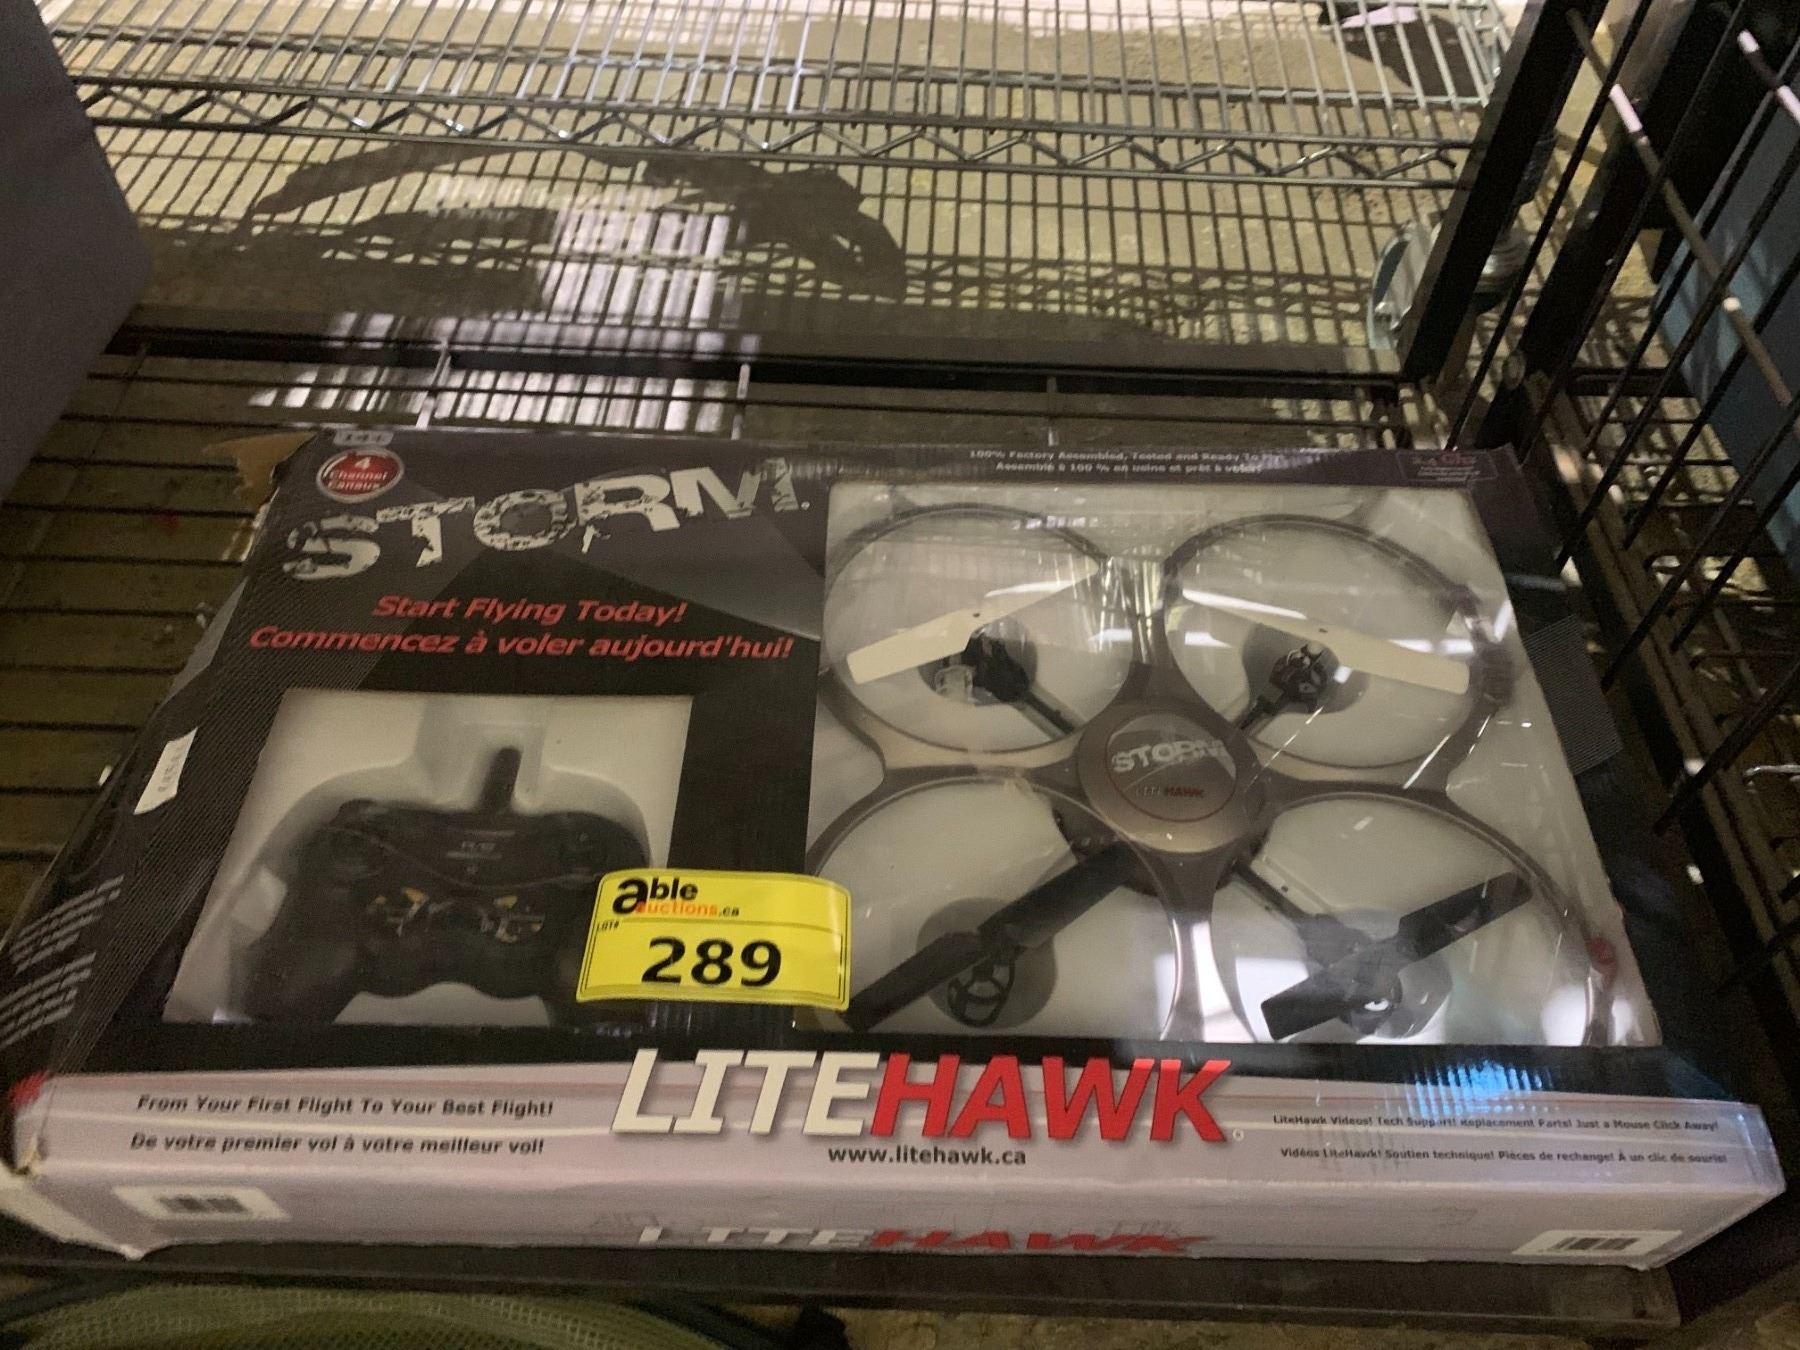 4
Channel
Canaux
STORM
100% Factory Assembled, Tested and Ready To
Assemblé à 100 % en usine et prêt à voler!
Start Flying Today!
Commencez à voler aujourd'hui!
STORM
LITEHAWK
able
auctions.ca
LOT#
289
LITEHAWK
www.litehawk.ca
From Your First Flight To Your Best Flight!
De votre premier vol à votre meilleur vol!
LiteHawk Videos! Tech Support! Replacement Parts! Just a Mouse Click Away!
Vidéos LiteHawk! Soutien technique! Pièces de rechange! À un clic de souris!
LITEHAWK